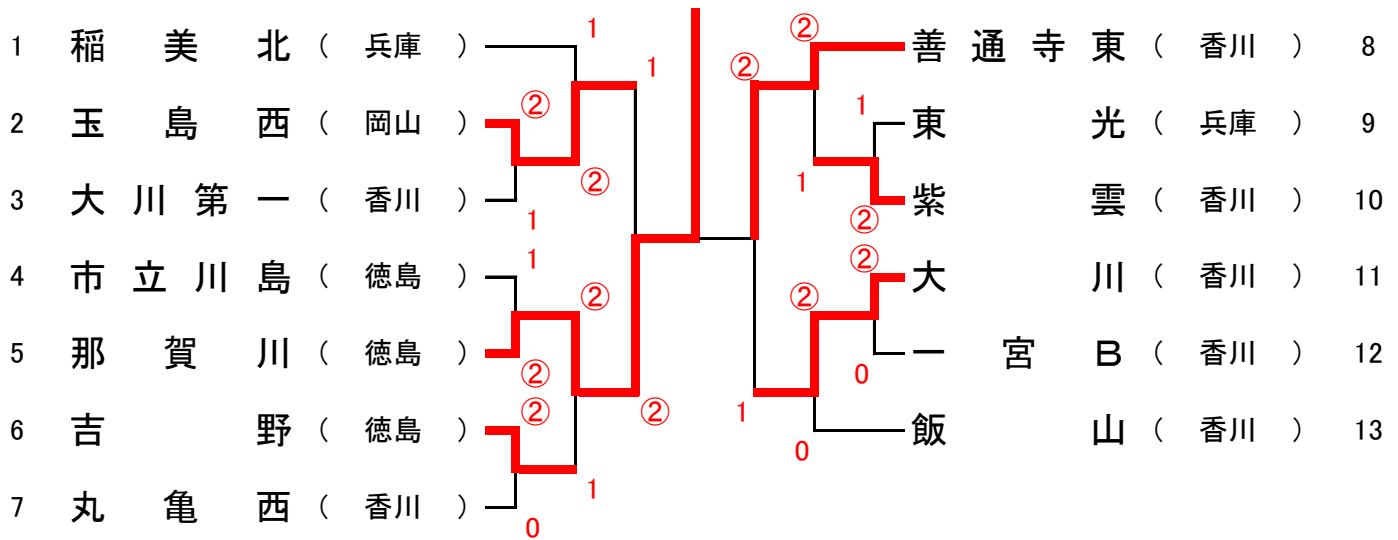 1 稲美北 ( 兵庫 ) 1 ② 善通寺東 ( 香川 ) 8
1 ②
2 玉島西 ( 岡山 ) ② 1 東光 ( 兵庫 ) 9
② 1
3 大川第一 ( 香川 ) 1 ② 紫雲 ( 香川 ) 10
4 市立川島 ( 徳島 ) 1 ② 大川 ( 香川 ) 11
② ②
5 那賀川 ( 徳島 ) ② 0 一宮B ( 香川 ) 12
② ② 1
6 吉野 ( 徳島 ) 0 飯山 ( 香川 ) 13
1
7 丸亀西 ( 香川 ) 0